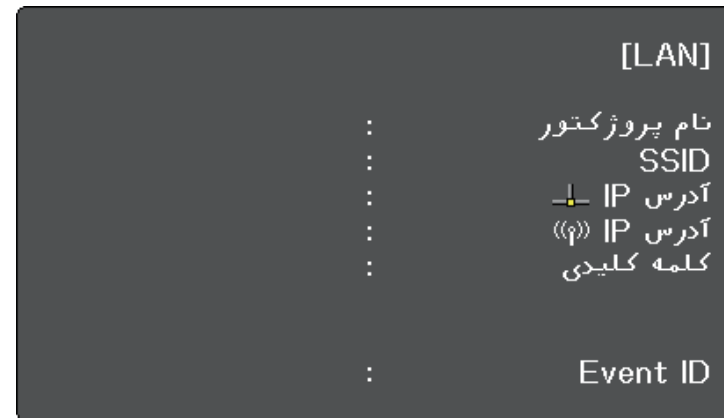 [LAN]
نام پروژکتور :
SSID :
آدرس IP :
آدرس IP :
کلمه کلیدی :
Event ID :